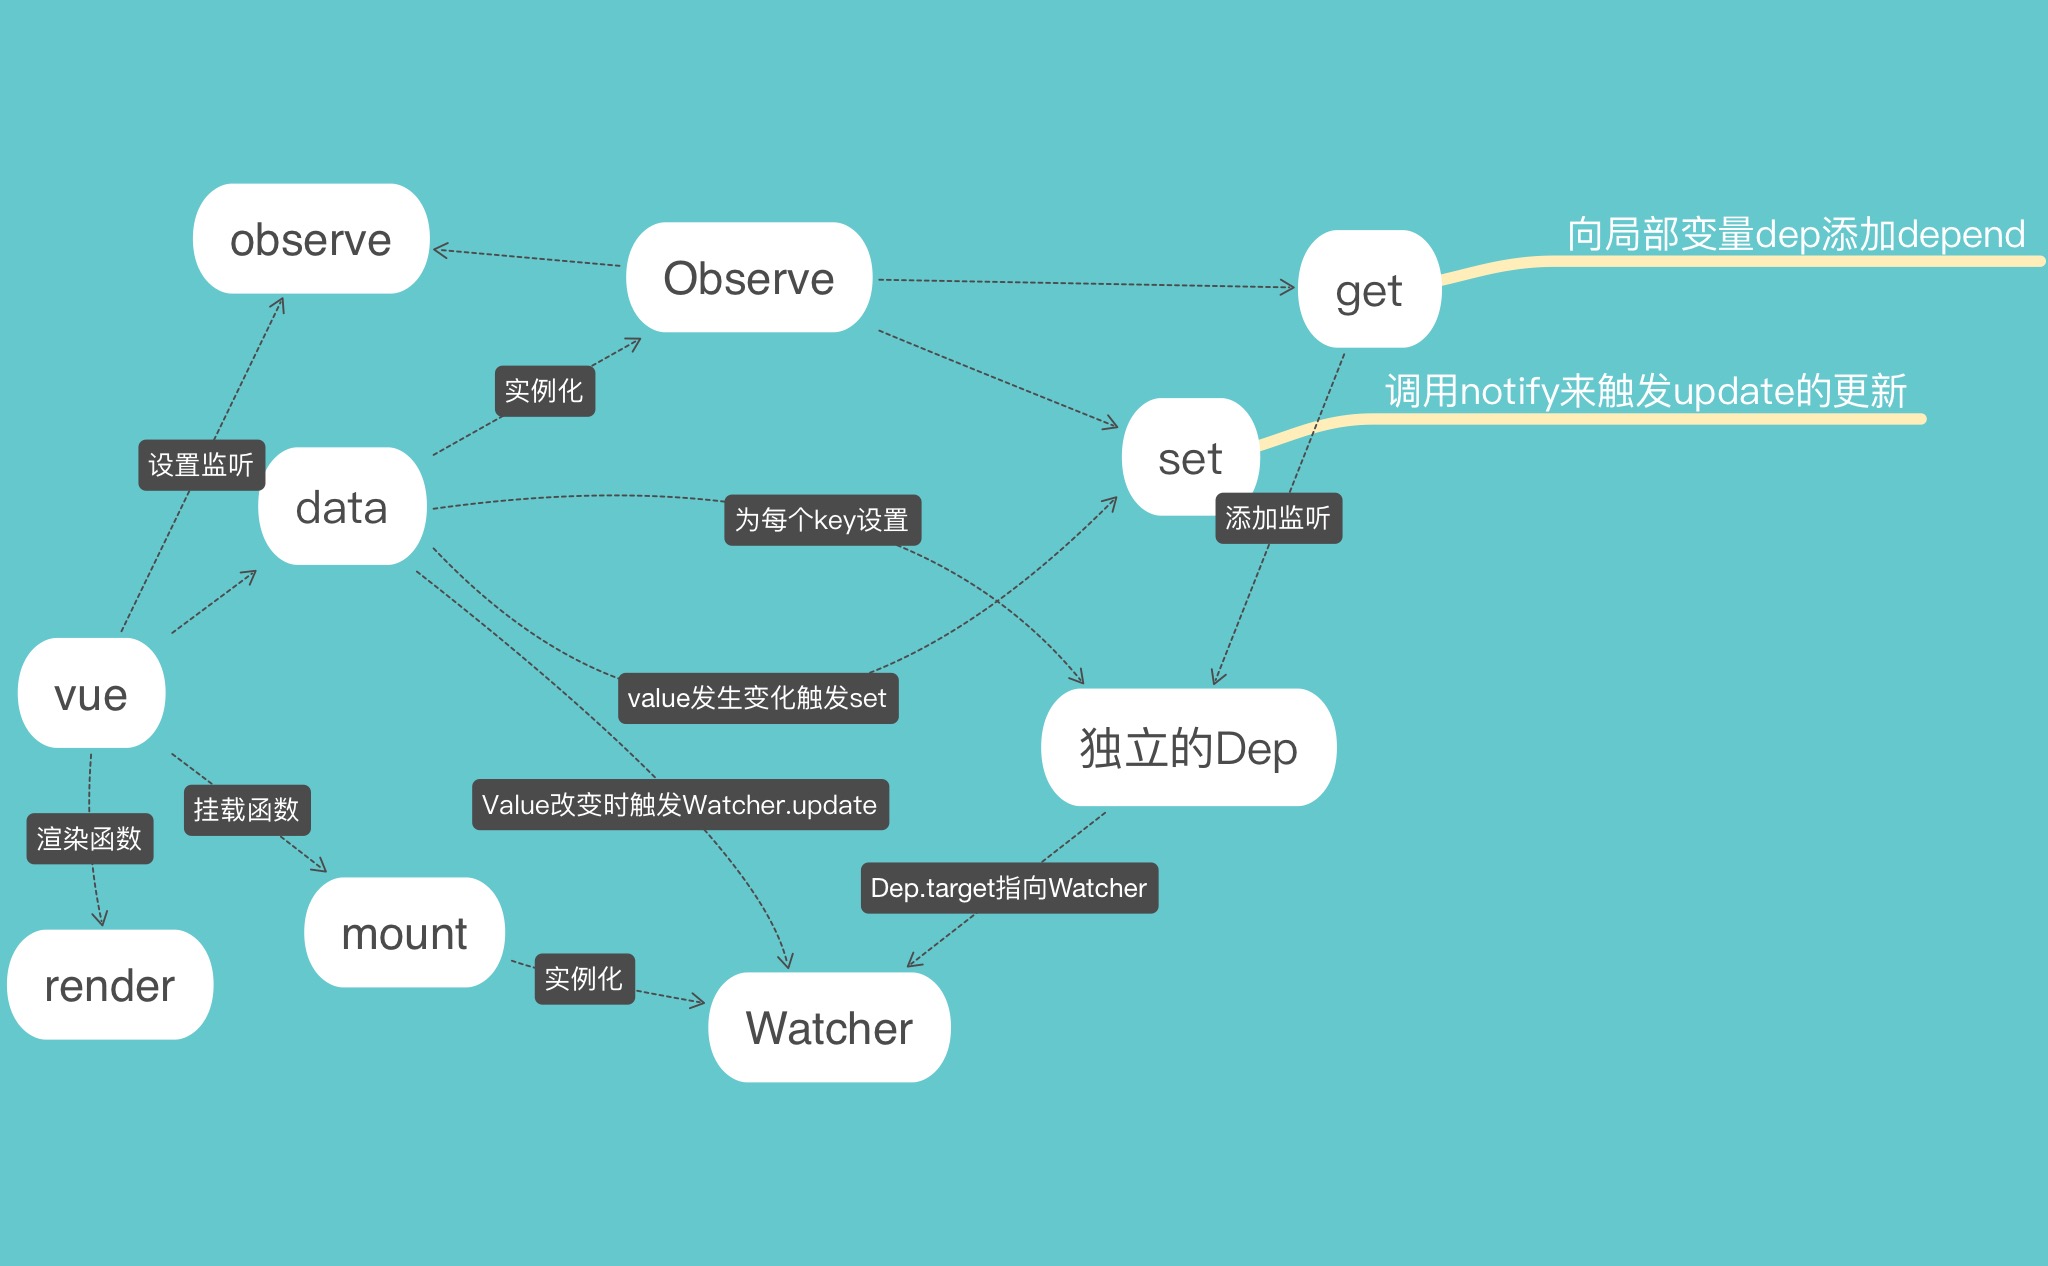 向局部变量dep添加depend
observe
Observe
get
调用notify来触发update的更新
实例化
设置监听
set
data
为每个key设置
添加监听
vue
value发生变化触发set
独立的Dep
挂载函数
Value改变时触发Watcher.update
渲染函数
Dep.target指向Watcher
mount
实例化
render
Watcher